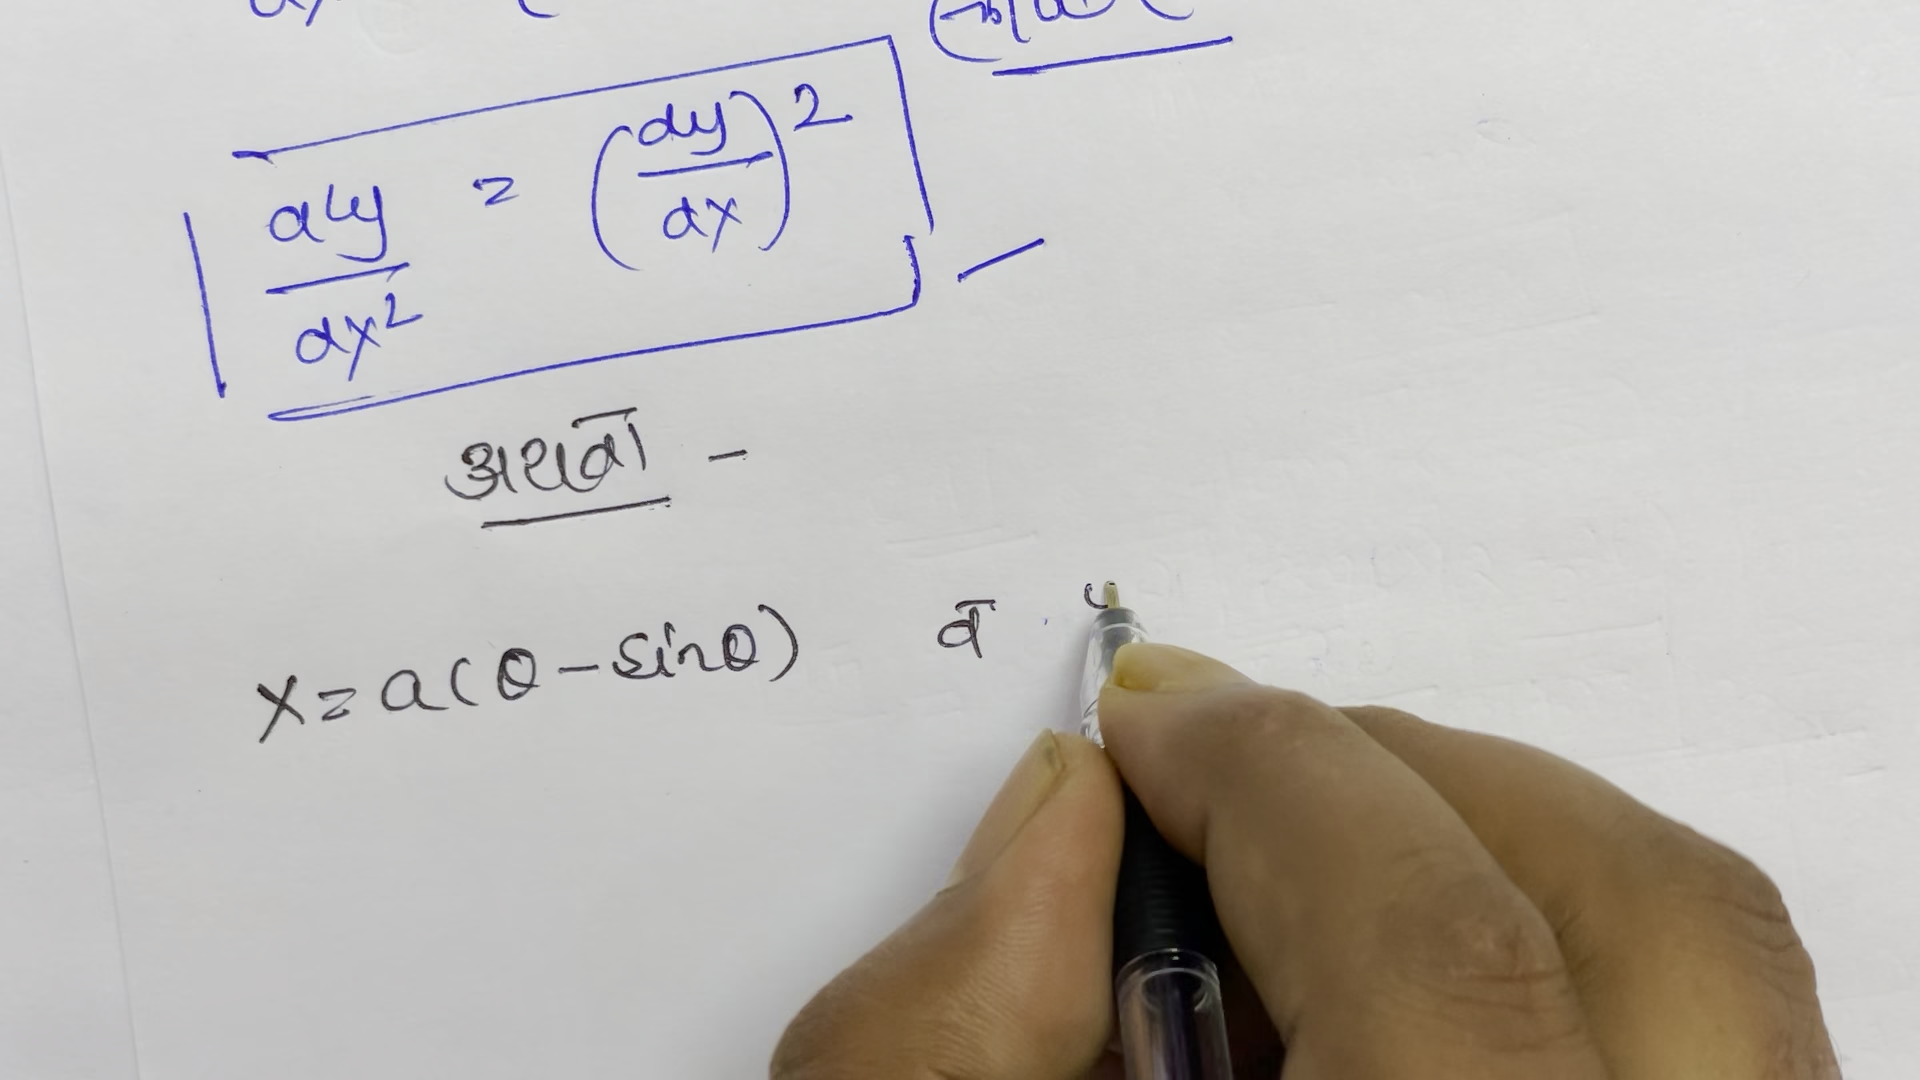 d²y/dx² = (dy/dx)²
अथवा -
x = a(θ - sinθ) व